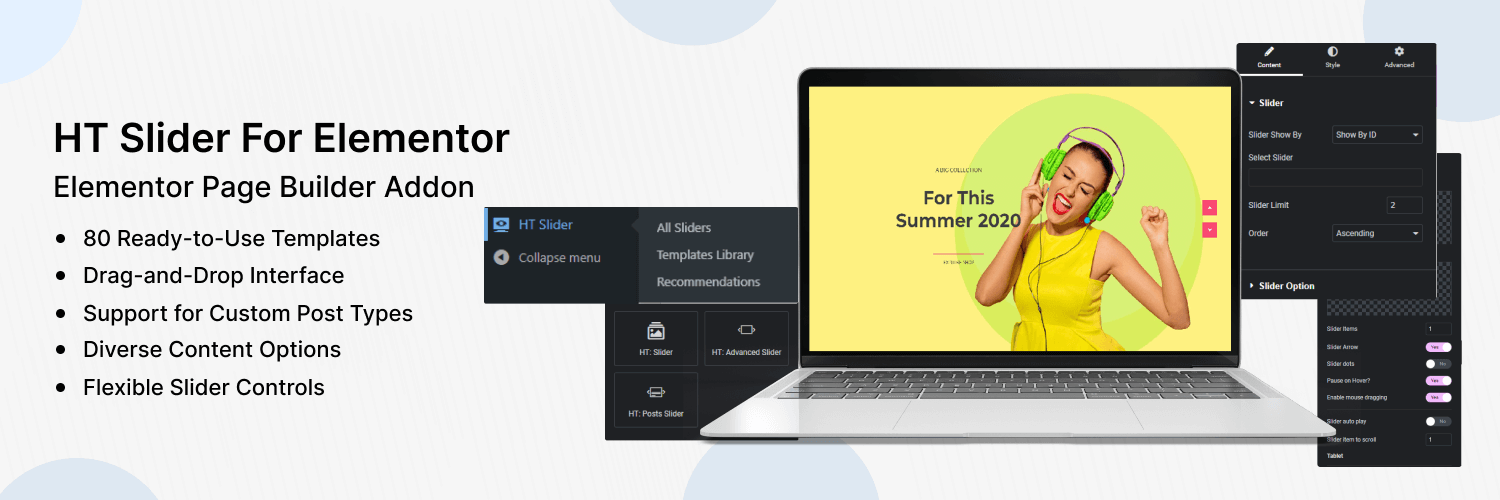 HT Slider For Elementor
Elementor Page Builder Addon
80 Ready-to-Use Templates
Drag-and-Drop Interface
Support for Custom Post Types
Diverse Content Options
Flexible Slider Controls
HT Slider
Collapse menu
All Sliders
Templates Library
Recommendations
HT: Slider
HT: Advanced Slider
HT: Posts Slider
For This
Summer 2020
Content
Style
Advanced
Slider
Slider Show By
Show By ID
Select Slider
Slider Limit
2
Order
Ascending
Slider Option
Slider Items
1
Slider Arrow
Yes
Slider dots
No
Pause on Hover?
Yes
Enable mouse dragging
Yes
Slider auto play
No
Slider item to scroll
1
Tablet